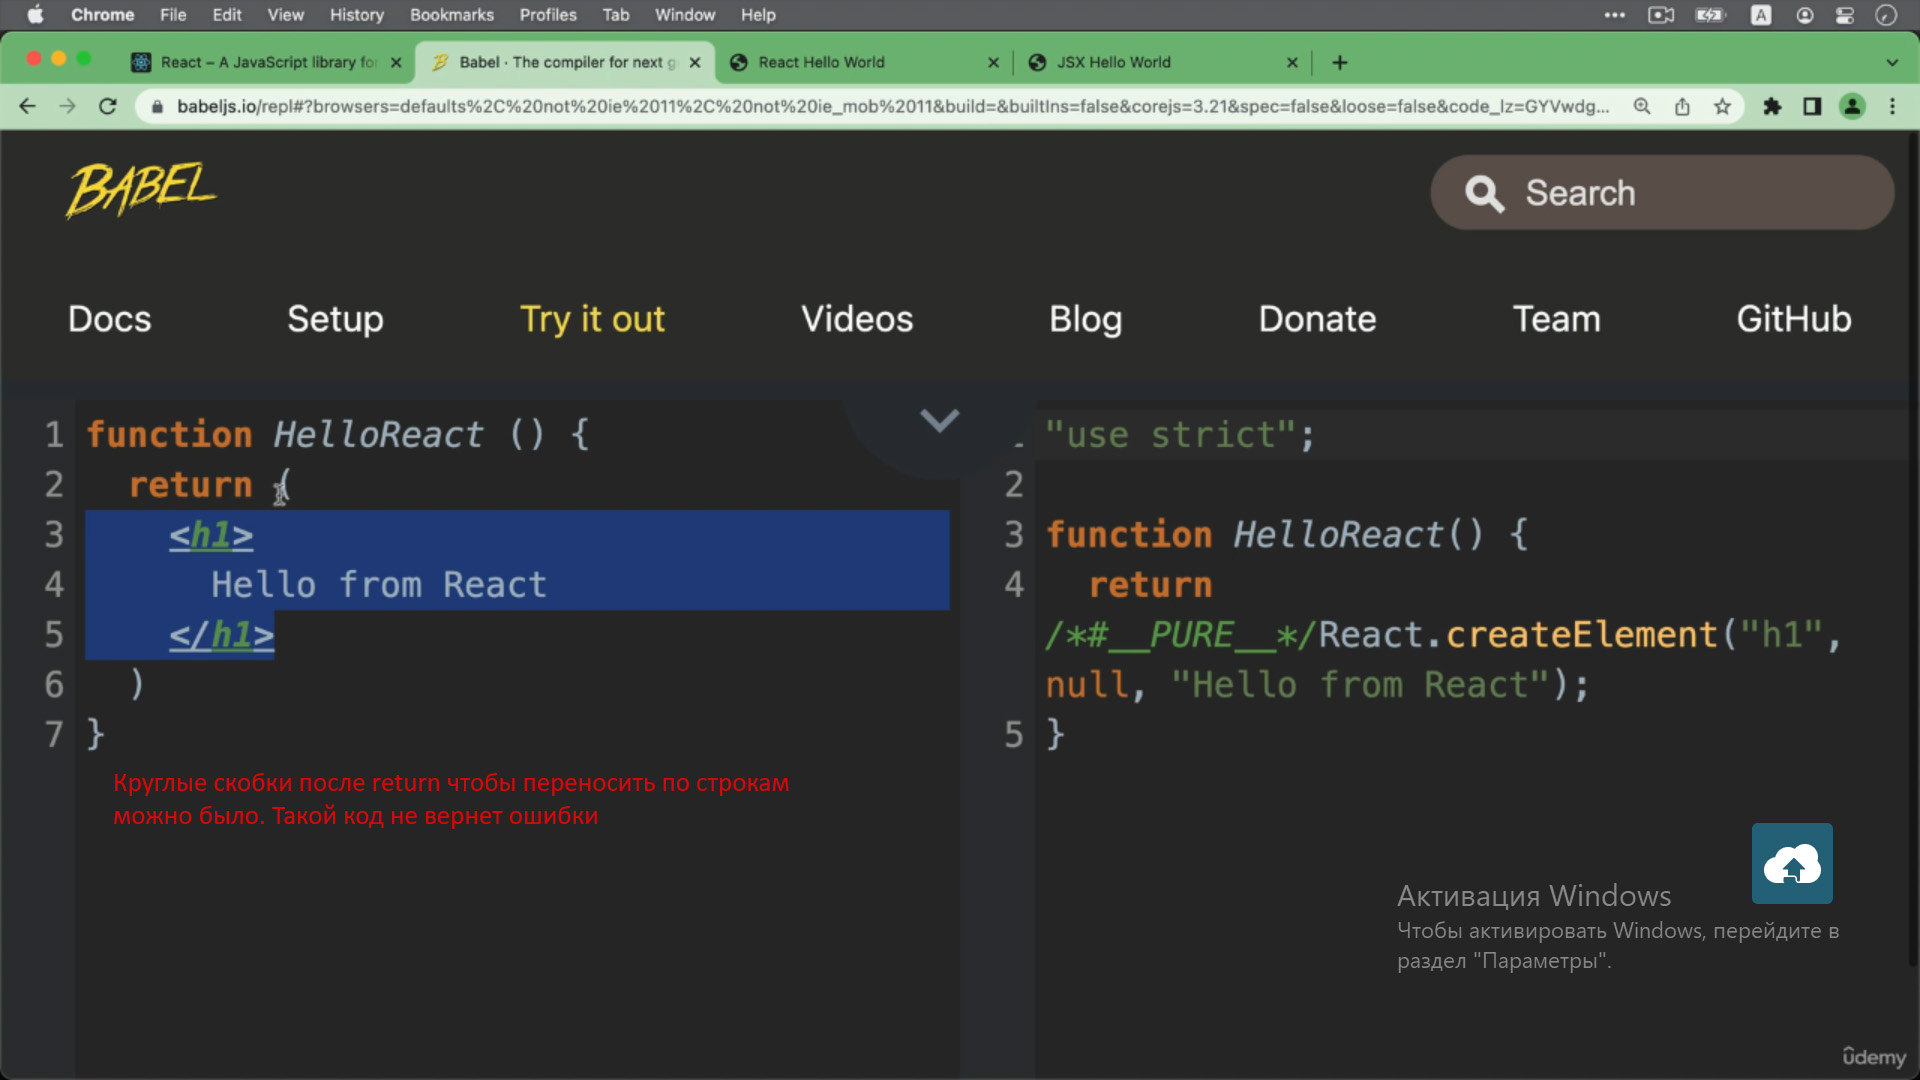 Chrome File Edit View History Bookmarks Profiles Tab Window Help A
React – A JavaScript library for Babel · The compiler for next g React Hello World JSX Hello World
babeljs.io/repl#?browsers=defaults%2C%20not%20ie%2011%2C%20not%20ie_mob%2011&build=&builtIns=false&corejs=3.21&spec=false&loose=false&code_lz=GYVwdg...
BABEL
Search
Docs Setup Try it out Videos Blog Donate Team GitHub
1 function HelloReact () {
2 return (
3 <h1>
4 Hello from React
5 </h1>
6 )
7 }
Круглые скобки после return чтобы переносить по строкам
можно было. Такой код не вернет ошибки
"use strict";
2
3 function HelloReact() {
4 return
/*#__PURE__*/React.createElement("h1",
null, "Hello from React");
5 }
Активация Windows
Чтобы активировать Windows, перейдите в
раздел "Параметры".
ûdemy